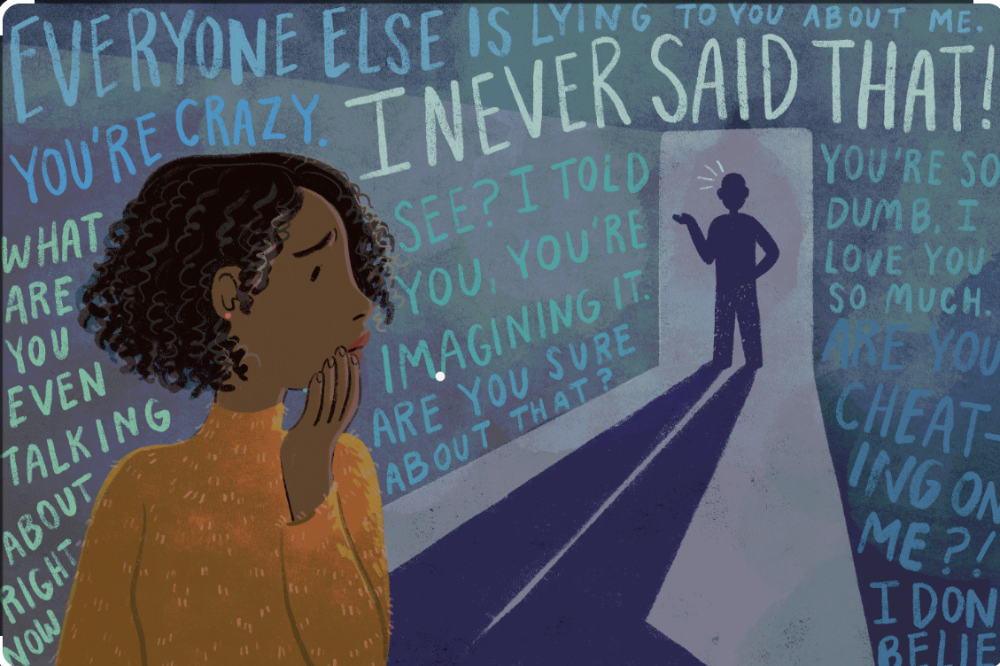 EVERYONE ELSE IS LYING TO YOU ABOUT ME.
YOU'RE CRAZY.
I NEVER SAID THAT!
WHAT
ARE
YOU
EVEN
TALKING
ABOUT
RIGHT
NOW
SEE? I TOLD
YOU, YOU'RE
IMAGINING IT.
ARE YOU SURE
ABOUT THAT?
YOU'RE SO
DUMB, I
LOVE YOU
SO MUCH.
ARE YOU
CHEAT-
ING ON
ME?!
I DON
BELIE